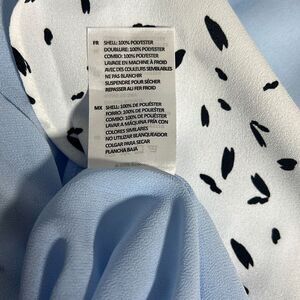 FR SHELL: 100% POLYESTER
DOUBLURE: 100% POLYESTER
COMBO: 100% POLYESTER
LAVAGE EN MACHINE À FROID
AVEC DES COULEURS SEMBLABLES
NE PAS BLANCHIR
SUSPENDRE POUR SÉCHER
REPASSER AU FER FROID
MX SHELL: 100% DE POLIÉSTER
FORRO: 100% DE POLIÉSTER
COMBO: 100% DE POLIÉSTER
LAVAR A MÁQUINA FRÍA CON
COLORES SIMILARES
NO UTILIZAR BLANQUEADOR
COLGAR PARA SECAR
PLANCHA BAJA